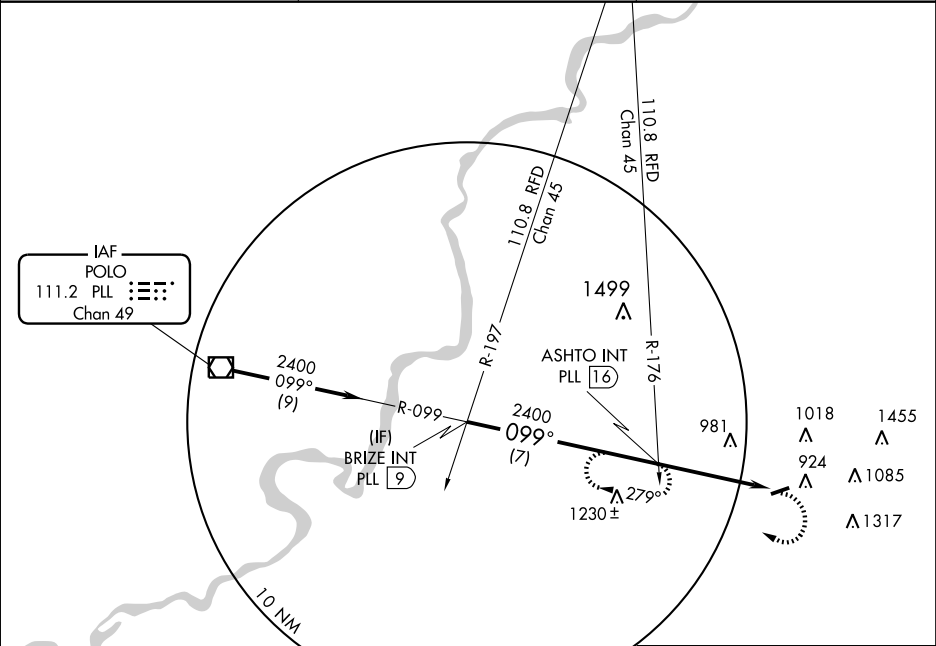 110.8 RFD
Chan 45
110.8 RFD
Chan 45
IAF
POLO
111.2 PLL
Chan 49
1499
R-197
R-176
ASHTO INT
PLL 16
2400
099°
(9)
R-099
2400
099°
(7)
(IF)
BRIZE INT
PLL 9
981
1018
1455
924
1085
279°
1230 ±
1317
10 NM